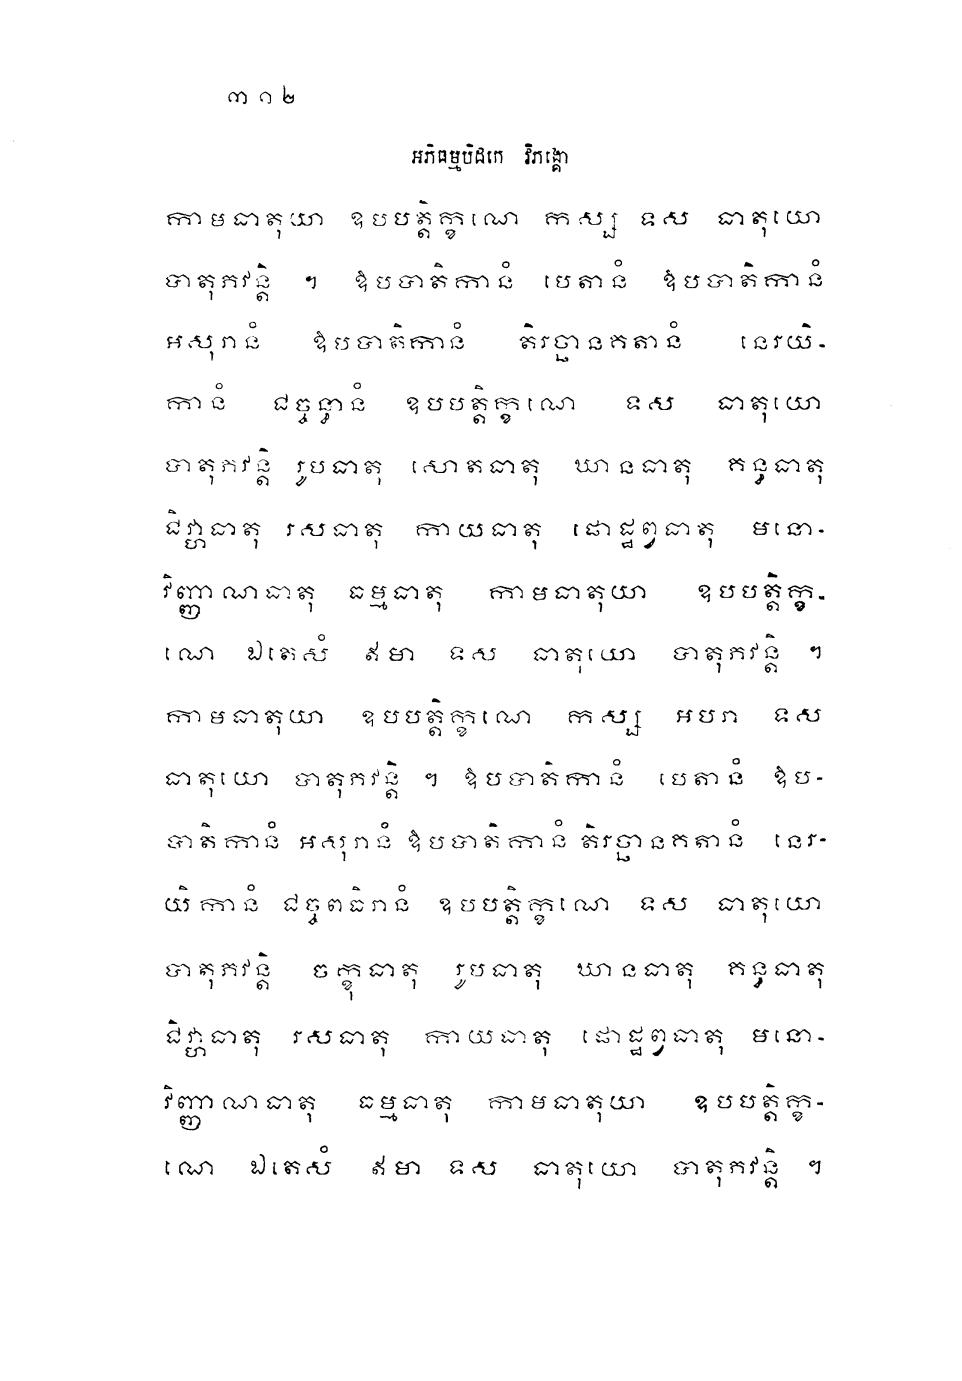 ៣១២
អភិធម្មបិដកេ វិភង្គោ
កាមធាតុយា ឧបបត្តិក្ខណេ កស្ស ទស ធាតុយោ
បាតុភវន្តិ ។ ឱបបាតិកានំ បេតានំ ឱបបាតិកានំ
អសុរានំ ឱបបាតិកានំ តិរច្ឆានកតានំ នេរយិ-
កានំ ជច្ចន្ធានំ ឧបបត្តិក្ខណេ ទស ធាតុយោ
បាតុភវន្តិ រូបធាតុ សោតធាតុ ឃានធាតុ គន្ធធាតុ
ជិវ្ហាធាតុ រសធាតុ កាយធាតុ ផោដ្ឋព្វធាតុ មនោ-
វិញ្ញាណធាតុ ធម្មធាតុ កាមធាតុយា ឧបបត្តិក្ខ-
ណេ ឯតេសំ ឥមា ទស ធាតុយោ បាតុភវន្តិ ។
កាមធាតុយា ឧបបត្តិក្ខណេ កស្ស អបរា ទស
ធាតុយោ បាតុភវន្តិ ។ ឱបបាតិកានំ បេតានំ ឱប-
បាតិកានំ អសុរានំ ឱបបាតិកានំ តិរច្ឆានកតានំ នេរ-
យិកានំ ជច្ចពធិរានំ ឧបបត្តិក្ខណេ ទស ធាតុយោ
បាតុភវន្តិ ចក្ខុធាតុ រូបធាតុ ឃានធាតុ គន្ធធាតុ
ជិវ្ហាធាតុ រសធាតុ កាយធាតុ ផោដ្ឋព្វធាតុ មនោ-
វិញ្ញាណធាតុ ធម្មធាតុ កាមធាតុយា ឧបបត្តិក្ខ-
ណេ ឯតេសំ ឥមា ទស ធាតុយោ បាតុភវន្តិ ។